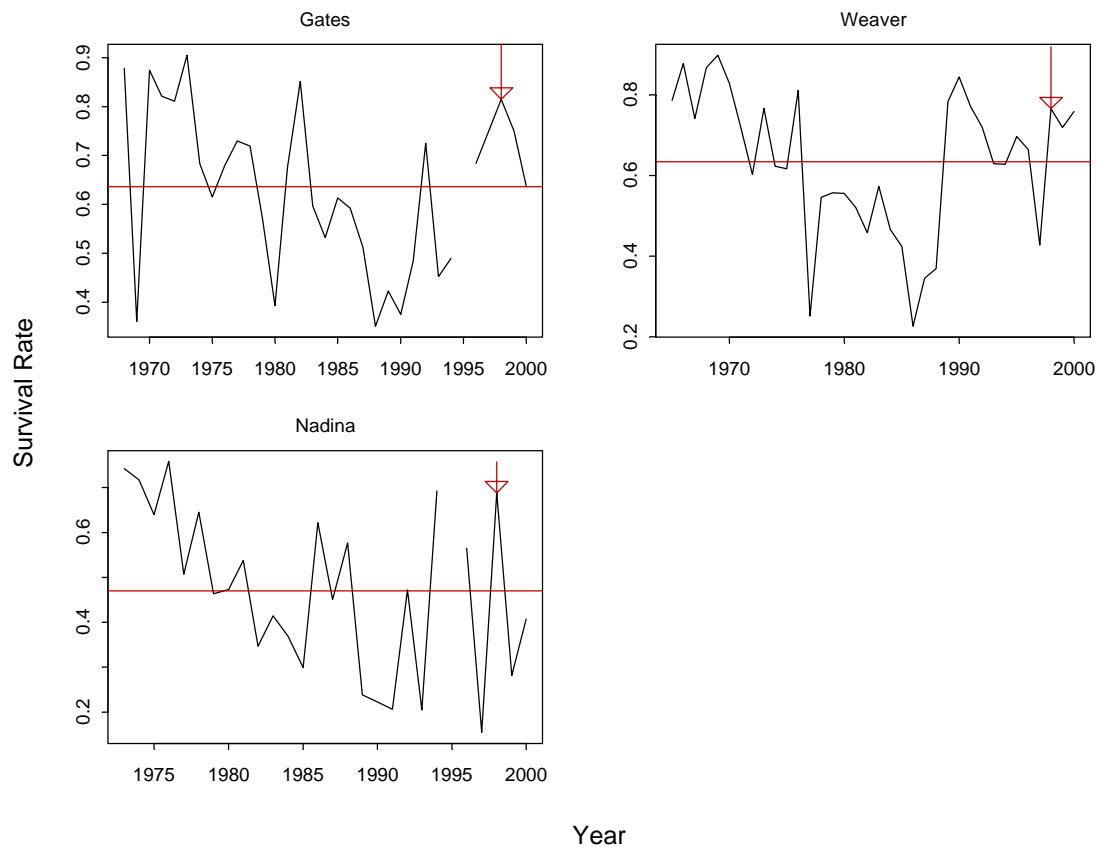 Gates
Weaver
0.4 0.5 0.6 0.7 0.8 0.9
0.2 0.4 0.6 0.8
1970 1975 1980 1985 1990 1995 2000
1970 1980 1990 2000
Survival Rate
Nadina
0.2 0.4 0.6
1975 1980 1985 1990 1995 2000
Year